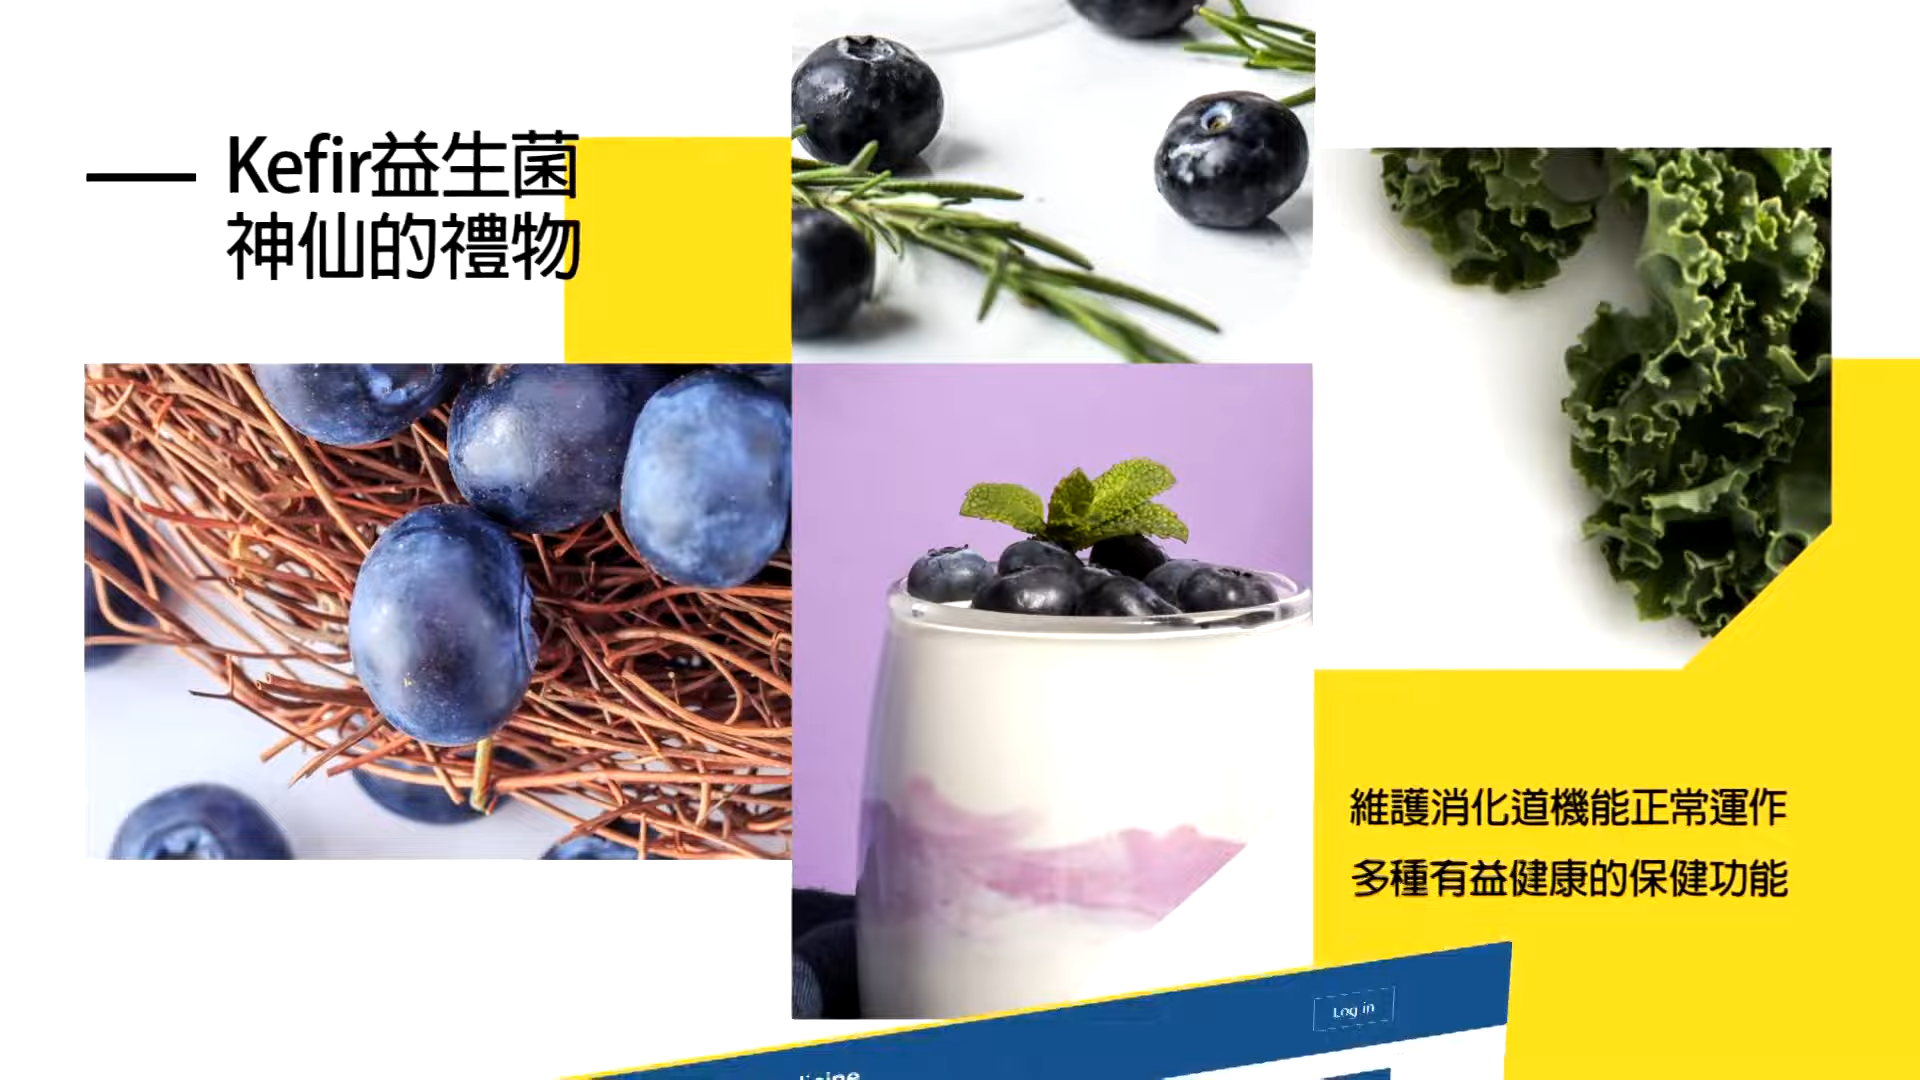 Kefir益生菌
神仙的禮物
維護消化道機能正常運作
多種有益健康的保健功能
Log in